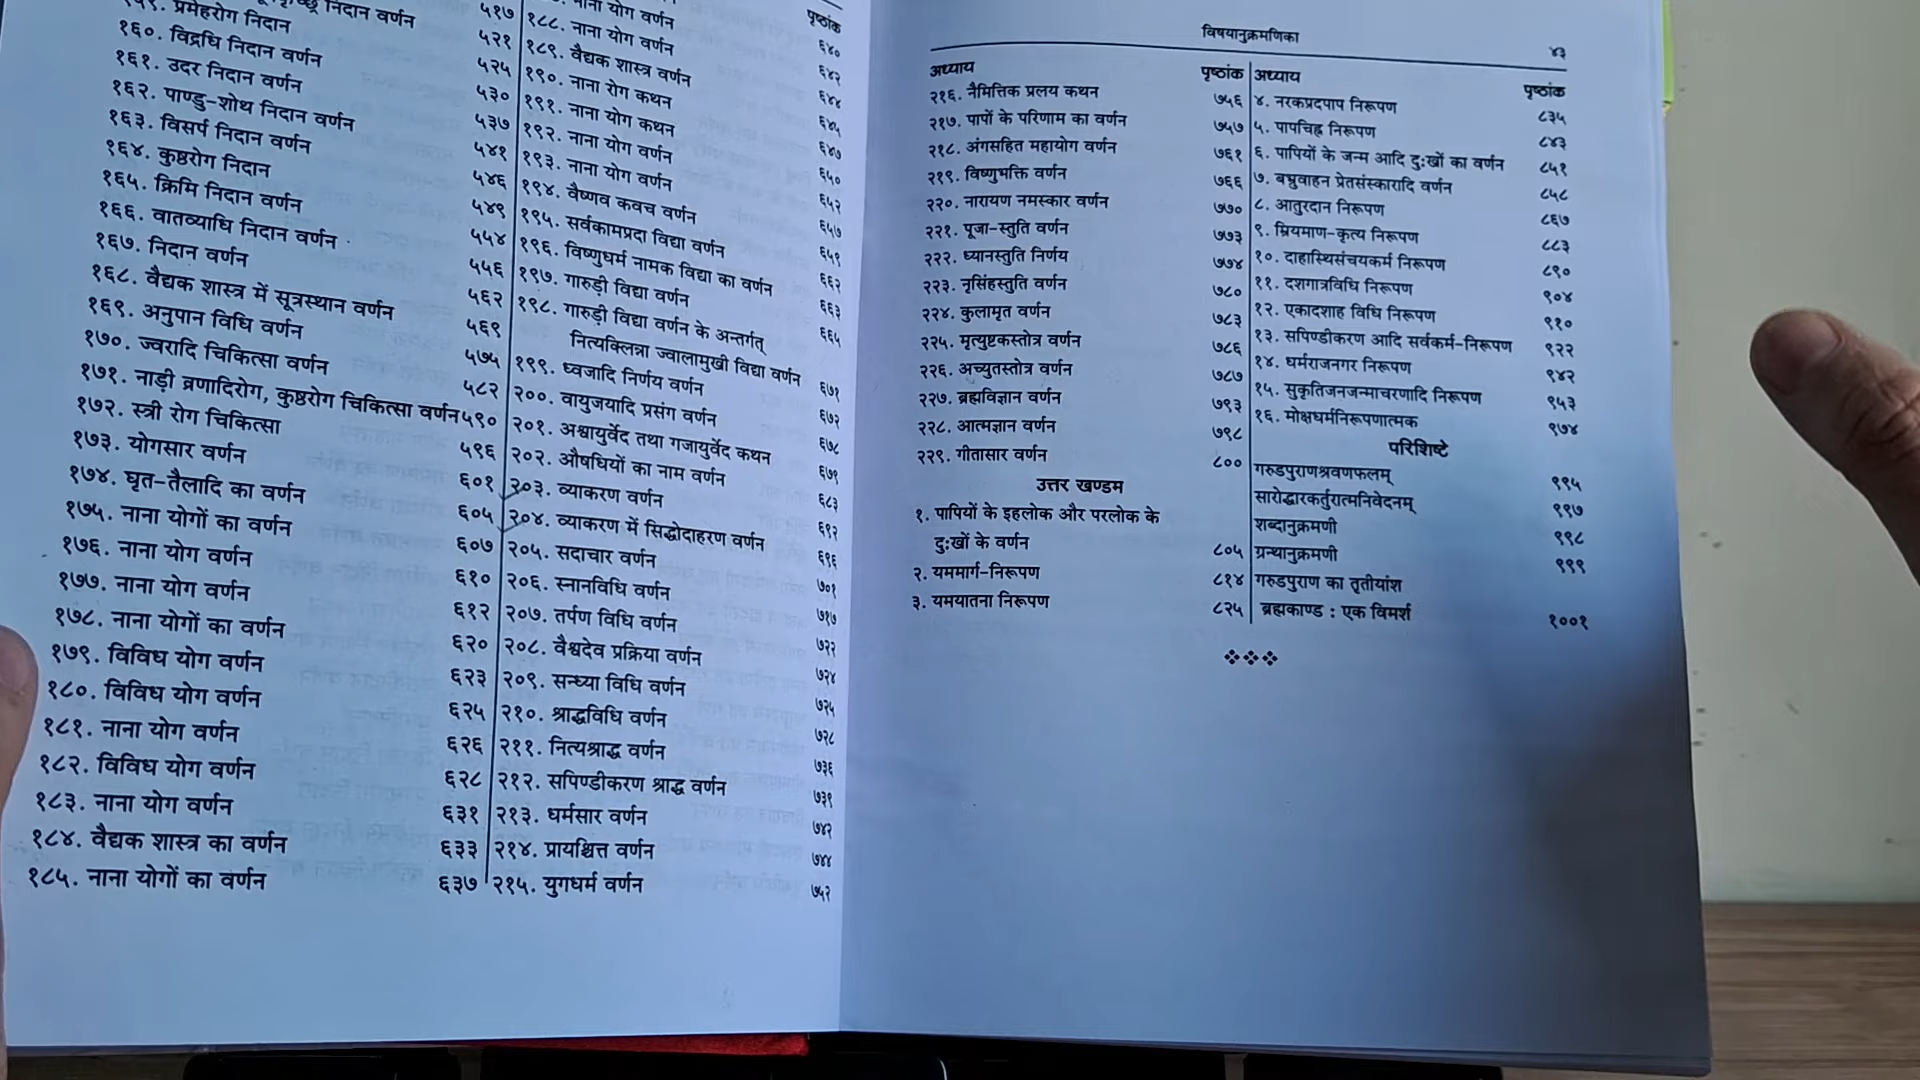 १५९. प्रमेहरोग निदान ५१७
१६०. विद्रधि निदान वर्णन ५२१
१६१. उदर निदान वर्णन ५२५
१६२. पाण्डु-शोथ निदान वर्णन ५३०
१६३. विसर्प निदान वर्णन ५३७
१६४. कुष्ठरोग निदान ५४१
१६५. क्रिमि निदान वर्णन ५४६
१६६. वातव्याधि निदान वर्णन ५४९
१६७. निदान वर्णन ५५४
१६८. वैद्यक शास्त्र में सूत्रस्थान वर्णन ५५६
१६९. अनुपान विधि वर्णन ५६२
१७०. ज्वरादि चिकित्सा वर्णन ५६९
१७१. नाड़ी व्रणादिरोग, कुष्ठरोग चिकित्सा वर्णन ५७५
१७२. स्त्री रोग चिकित्सा ५८२
१७३. योगसार वर्णन ५९०
१७४. घृत-तैलादि का वर्णन ५९६
१७५. नाना योगों का वर्णन ६०१
१७६. नाना योग वर्णन ६०५
१७७. नाना योग वर्णन ६०७
१७८. नाना योगों का वर्णन ६१०
१७९. विविध योग वर्णन ६१२
१८०. विविध योग वर्णन ६२०
१८१. नाना योग वर्णन ६२३
१८२. विविध योग वर्णन ६२५
१८३. नाना योग वर्णन ६२६
१८४. वैद्यक शास्त्र का वर्णन ६२८
१८५. नाना योगों का वर्णन ६३१
६३३
६३७
पृष्ठांक
नाना योग वर्णन ६४०
१८८. नाना योग वर्णन ६४२
१८९. वैद्यक शास्त्र वर्णन ६४४
१९०. नाना रोग कथन ६४५
१९१. नाना योग कथन ६४७
१९२. नाना योग वर्णन ६५०
१९३. नाना योग वर्णन ६५२
१९४. वैष्णव कवच वर्णन ६५७
१९५. सर्वकामप्रदा विद्या वर्णन ६५९
१९६. विष्णुधर्म नामक विद्या का वर्णन ६६२
१९७. गारुड़ी विद्या वर्णन ६६३
१९८. गारुड़ी विद्या वर्णन के अन्तर्गत् ६६५
नित्यक्लिन्ना ज्वालामुखी विद्या वर्णन ६७१
१९९. ध्वजादि निर्णय वर्णन ६७२
२००. वायुजयादि प्रसंग वर्णन ६७८
२०१. अश्वायुर्वेद तथा गजायुर्वेद कथन ६७९
२०२. औषधियों का नाम वर्णन ६८३
२०३. व्याकरण वर्णन ६९२
२०४. व्याकरण में सिद्धोदाहरण वर्णन ६९६
२०५. सदाचार वर्णन ७०१
२०६. स्नानविधि वर्णन ७१७
२०७. तर्पण विधि वर्णन ७२२
२०८. वैश्वदेव प्रक्रिया वर्णन ७२४
२०९. सन्ध्या विधि वर्णन ७२५
२१०. श्राद्धविधि वर्णन ७२८
२११. नित्यश्राद्ध वर्णन ७३६
२१२. सपिण्डीकरण श्राद्ध वर्णन ७३९
२१३. धर्मसार वर्णन ७४२
२१४. प्रायश्चित्त वर्णन ७४४
२१५. युगधर्म वर्णन ७५२
विषयानुक्रमणिका ४३
अध्याय पृष्ठांक
२१६. नैमित्तिक प्रलय कथन ७५६
२१७. पापों के परिणाम का वर्णन ७५७
२१८. अंगसहित महायोग वर्णन ७६१
२१९. विष्णुभक्ति वर्णन ७६६
२२०. नारायण नमस्कार वर्णन ७७०
२२१. पूजा-स्तुति वर्णन ७७३
२२२. ध्यानस्तुति निर्णय ७७४
२२३. नृसिंहस्तुति वर्णन ७८०
२२४. कुलामृत वर्णन ७८३
२२५. मृत्युष्टकस्तोत्र वर्णन ७८६
२२६. अच्युतस्तोत्र वर्णन ७८७
२२७. ब्रह्मविज्ञान वर्णन ७९३
२२८. आत्मज्ञान वर्णन ७९८
२२९. गीतासार वर्णन ८००
उत्तर खण्डम
१. पापियों के इहलोक और परलोक के
दुःखों के वर्णन ८०५
२. यममार्ग-निरूपण ८१४
३. यमयातना निरूपण ८२५
अध्याय पृष्ठांक
४. नरकप्रदपाप निरूपण ८३५
५. पापचिह्न निरूपण ८४३
६. पापियों के जन्म आदि दुःखों का वर्णन ८५१
७. बभ्रुवाहन प्रेतसंस्कारादि वर्णन ८५८
८. आतुरदान निरूपण ८६७
९. म्रियमाण-कृत्य निरूपण ८८३
१०. दाहास्थिसंचयकर्म निरूपण ८९०
११. दशगात्रविधि निरूपण ९०४
१२. एकादशाह विधि निरूपण ९१०
१३. सपिण्डीकरण आदि सर्वकर्म-निरूपण ९२२
१४. धर्मराजनगर निरूपण ९४२
१५. सुकृतिजनजन्माचरणादि निरूपण ९५३
१६. मोक्षधर्मनिरूपणात्मक ९७४
परिशिष्टे
गरुडपुराणश्रवणफलम् ९९५
सारोद्धारकर्तुरात्मनिवेदनम् ९९७
शब्दानुक्रमणी ९९८
ग्रन्थानुक्रमणी ९९९
गरुडपुराण का तृतीयांश
ब्रह्मकाण्ड : एक विमर्श १००१